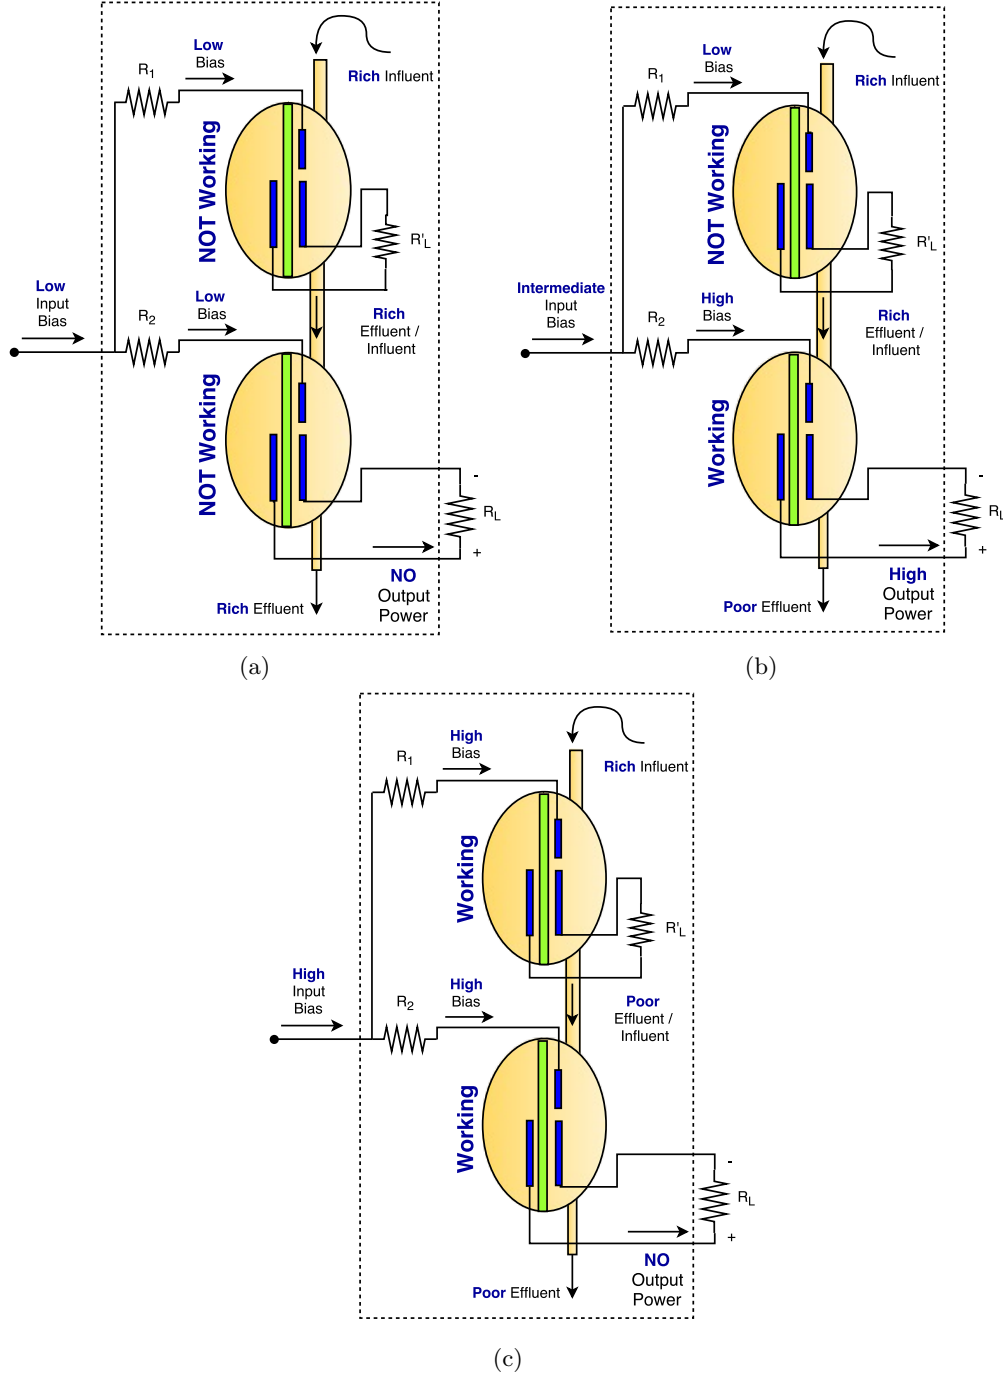 Low
Bias
R1
Rich Influent
NOT Working
R'L
Low
Input
Bias
R2
Low
Bias
Rich
Effluent /
Influent
NOT Working
-
RL
+
NO
Output
Power
Rich Effluent
(a)
Low
Bias
R1
Rich Influent
NOT Working
R'L
Intermediate
Input
Bias
R2
High
Bias
Rich
Effluent /
Influent
Working
-
RL
+
High
Output
Power
Poor Effluent
(b)
High
Bias
R1
Rich Influent
Working
R'L
High
Input
Bias
R2
High
Bias
Poor
Effluent /
Influent
Working
-
RL
+
NO
Output
Power
Poor Effluent
(c)